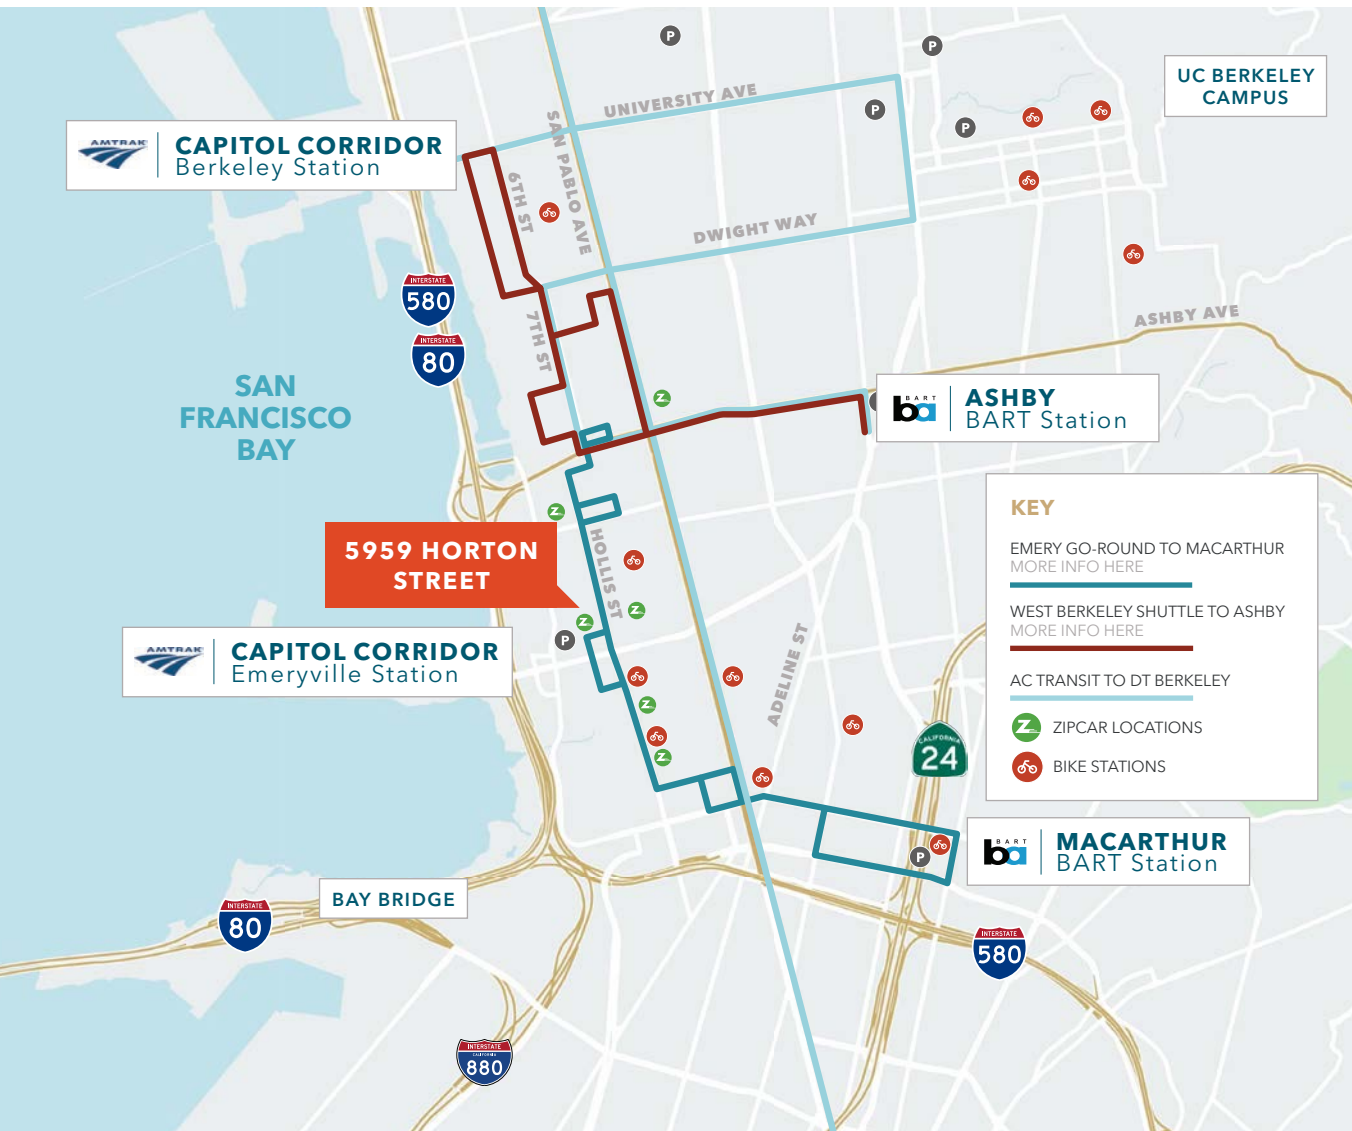 P
P
UC BERKELEY
CAMPUS
UNIVERSITY AVE
P
P
AMTRAK
CAPITOL CORRIDOR
Berkeley Station
SAN PABLO AVE
6TH ST
DWIGHT WAY
INTERSTATE
580
INTERSTATE
80
7TH ST
ASHBY AVE
SAN
FRANCISCO
BAY
Z
BART
ba
ASHBY
BART Station
KEY
EMERY GO-ROUND TO MACARTHUR
MORE INFO HERE
WEST BERKELEY SHUTTLE TO ASHBY
MORE INFO HERE
AC TRANSIT TO DT BERKELEY
Z
ZIPCAR LOCATIONS
BIKE STATIONS
Z
5959 HORTON
STREET
HOLLIS ST
Z
Z
P
AMTRAK
CAPITOL CORRIDOR
Emeryville Station
ADELINE ST
Z
Z
CALIFORNIA
24
P
BART
ba
MACARTHUR
BART Station
BAY BRIDGE
INTERSTATE
80
INTERSTATE
580
INTERSTATE
CALIFORNIA
880